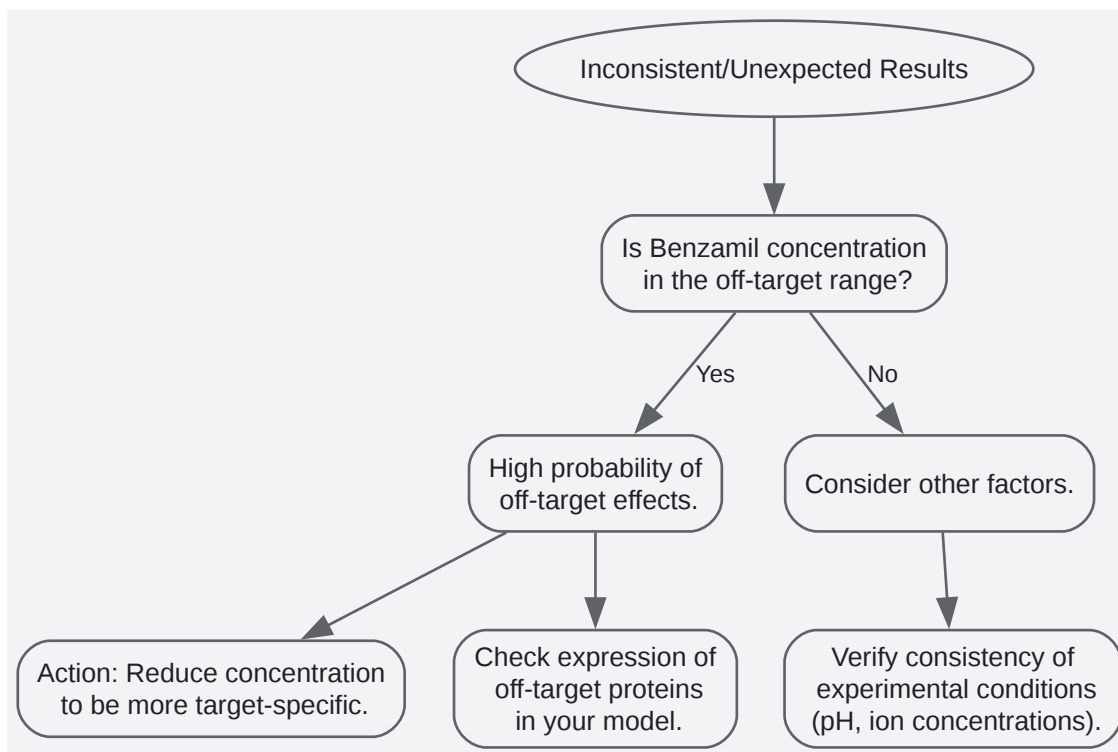 Inconsistent/Unexpected Results
Is Benzamil concentration
in the off-target range?
Yes
No
High probability of
off-target effects.
Consider other factors.
Action: Reduce concentration
to be more target-specific.
Check expression of
off-target proteins
in your model.
Verify consistency of
experimental conditions
(pH, ion concentrations).